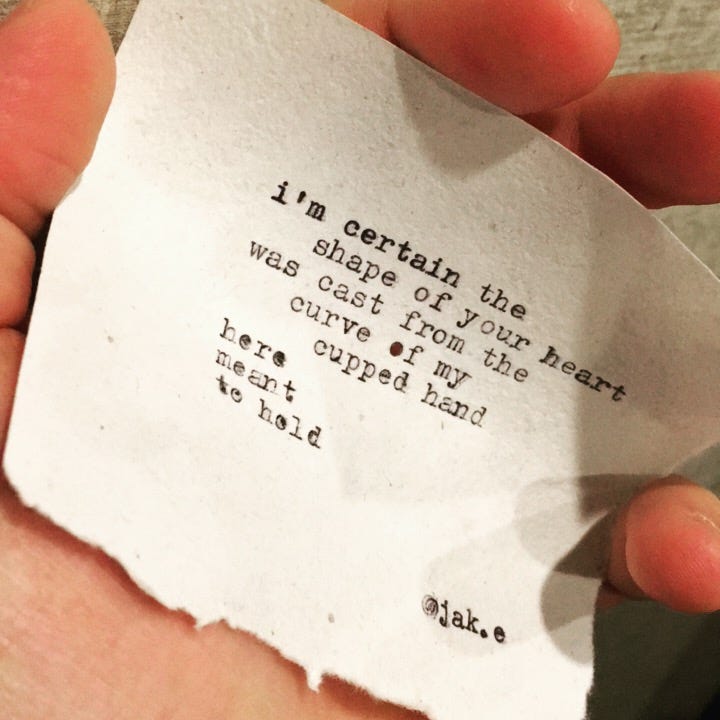 i'm certain the
shape of your heart
was cast from the
curve of my
cupped hand
here
meant
to hold
@jak.e